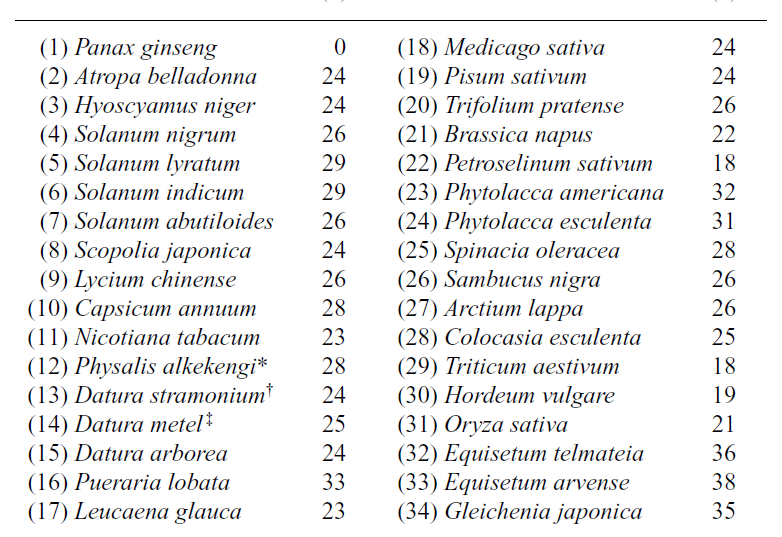 (1) Panax ginseng 0
(2) Atropa belladonna 24
(3) Hyoscyamus niger 24
(4) Solanum nigrum 26
(5) Solanum lyratum 29
(6) Solanum indicum 29
(7) Solanum abutiloides 26
(8) Scopolia japonica 24
(9) Lycium chinense 26
(10) Capsicum annuum 28
(11) Nicotiana tabacum 23
(12) Physalis alkekengi* 28
(13) Datura stramonium† 24
(14) Datura metel‡ 25
(15) Datura arborea 24
(16) Pueraria lobata 33
(17) Leucaena glauca 23
(18) Medicago sativa 24
(19) Pisum sativum 24
(20) Trifolium pratense 26
(21) Brassica napus 22
(22) Petroselinum sativum 18
(23) Phytolacca americana 32
(24) Phytolacca esculenta 31
(25) Spinacia oleracea 28
(26) Sambucus nigra 26
(27) Arctium lappa 26
(28) Colocasia esculenta 25
(29) Triticum aestivum 18
(30) Hordeum vulgare 19
(31) Oryza sativa 21
(32) Equisetum telmateia 36
(33) Equisetum arvense 38
(34) Gleichenia japonica 35